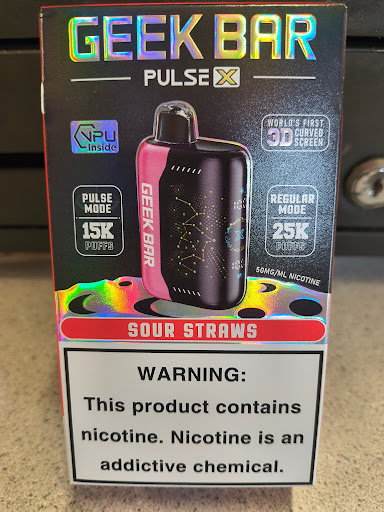 GEEK BAR
PULSE X
VPU
Inside
WORLD'S FIRST
3D CURVED
SCREEN
PULSE
MODE
15K
PUFFS
REGULAR
MODE
25K
PUFFS
GEEK BAR
50MG/ML NICOTINE
SOUR STRAWS
WARNING:
This product contains
nicotine. Nicotine is an
addictive chemical.